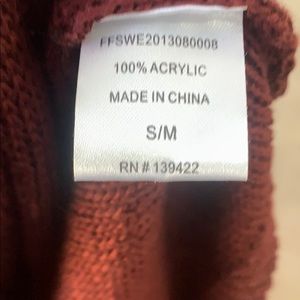 FFSWE2013080008
100% ACRYLIC
MADE IN CHINA
S/M
RN # 139422